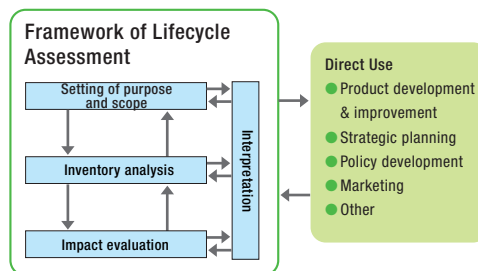 Framework of Lifecycle
Assessment
Setting of purpose
and scope
Inventory analysis
Impact evaluation
Interpretation
Direct Use
● Product development
& improvement
● Strategic planning
● Policy development
● Marketing
● Other